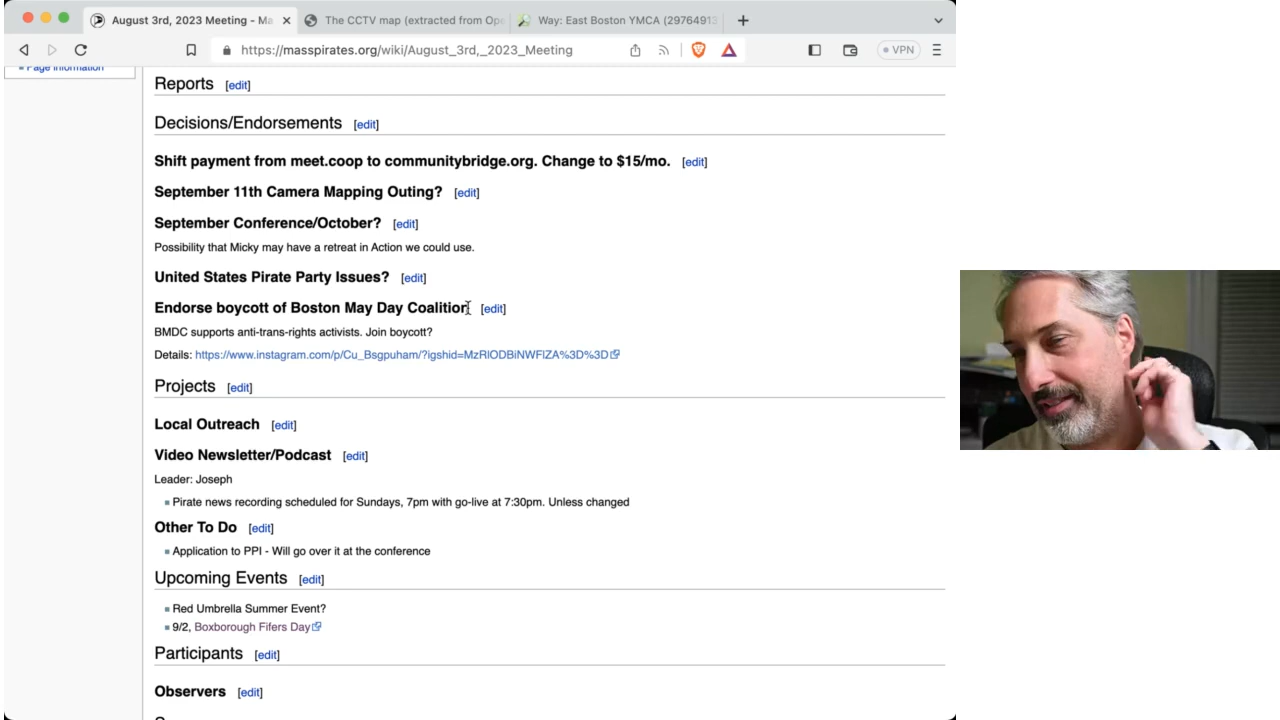 August 3rd, 2023 Meeting - Ma
The CCTV map (extracted from Ope
Way: East Boston YMCA (29764913
https://masspirates.org/wiki/August_3rd,_2023_Meeting
VPN
Page information
Reports [edit]
Decisions/Endorsements [edit]
Shift payment from meet.coop to communitybridge.org. Change to $15/mo. [edit]
September 11th Camera Mapping Outing? [edit]
September Conference/October? [edit]
Possibility that Micky may have a retreat in Action we could use.
United States Pirate Party Issues? [edit]
Endorse boycott of Boston May Day Coalition [edit]
BMDC supports anti-trans-rights activists. Join boycott?
Details: https://www.instagram.com/p/Cu_Bsgpuham/?igshid=MzRlODBiNWFlZA%3D%3D
Projects [edit]
Local Outreach [edit]
Video Newsletter/Podcast [edit]
Leader: Joseph
Pirate news recording scheduled for Sundays, 7pm with go-live at 7:30pm. Unless changed
Other To Do [edit]
Application to PPI - Will go over it at the conference
Upcoming Events [edit]
Red Umbrella Summer Event?
9/2, Boxborough Fifers Day
Participants [edit]
Observers [edit]